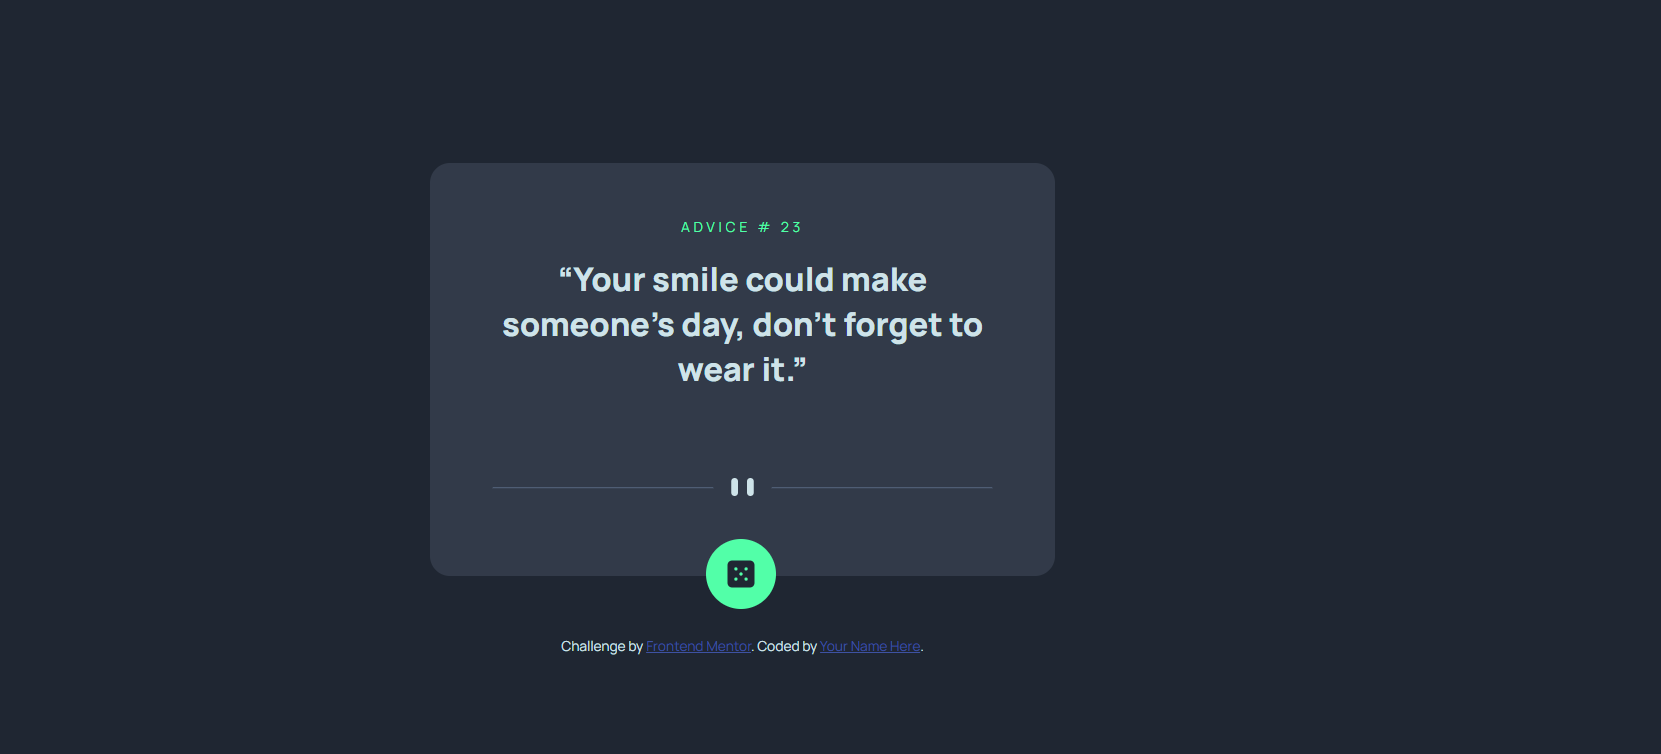 ADVICE # 23
“Your smile could make
someone’s day, don’t forget to
wear it.”
Challenge by Frontend Mentor. Coded by Your Name Here.